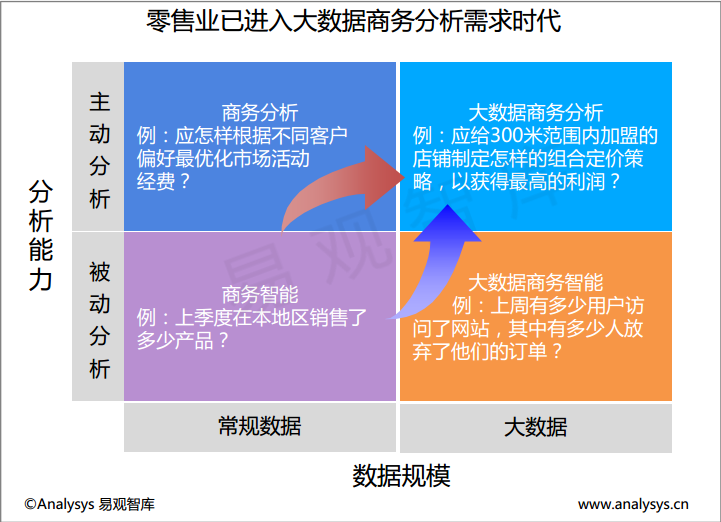 零售业已进入大数据商务分析需求时代
分析能力
主动分析
商务分析
例：应怎样根据不同客户
偏好最优化市场活动
经费？
大数据商务分析
例：应给300米范围内加盟的
店铺制定怎样的组合定价策
略，以获得最高的利润？
被动分析
商务智能
例：上季度在本地区销售了
多少产品？
大数据商务智能
例：上周有多少用户访
问了网站，其中有多少人放
弃了他们的订单？
易观智库
常规数据
大数据
数据规模
©Analysys 易观智库
www.analysys.cn